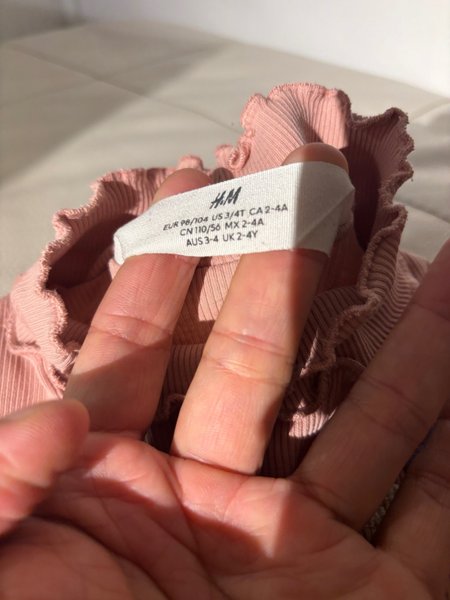 H&M
EUR 98/104 US 3/4T CA 2-4A
CN 110/56 MX 2-4A
AUS 3-4 UK 2-4Y